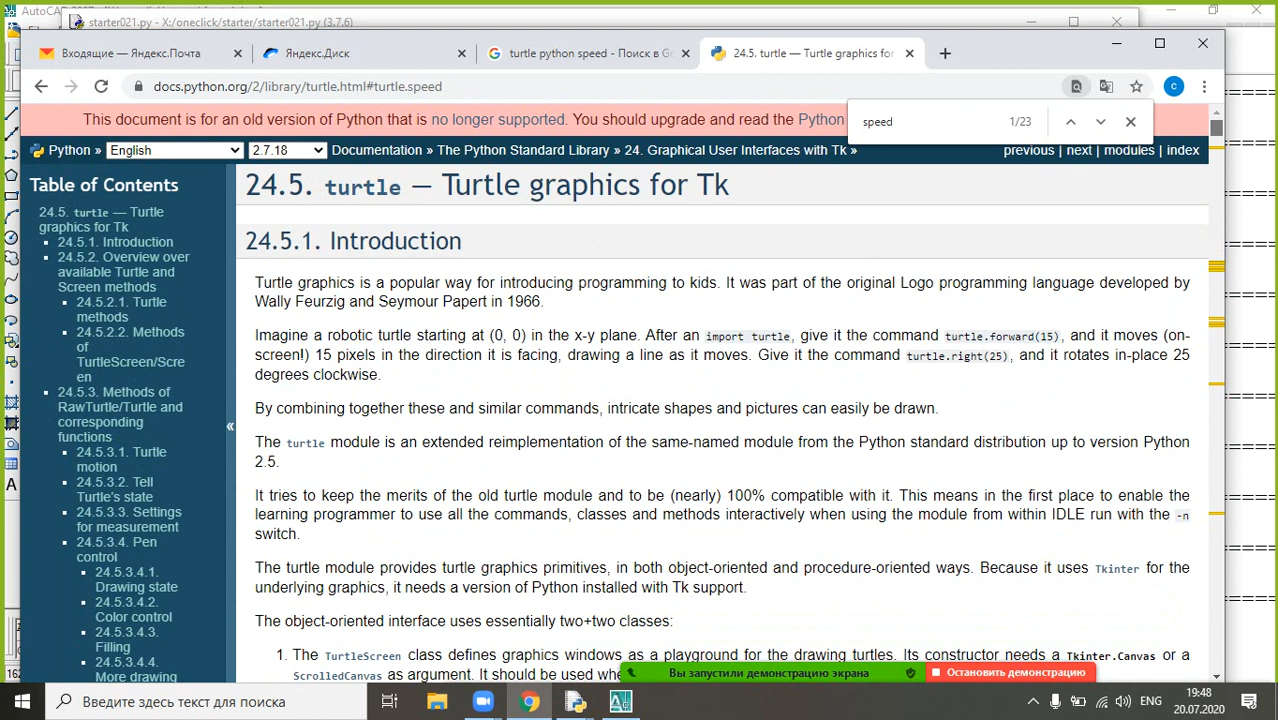 AutoCAD 2007
starter021.py - X:/oneclick/starter/starter021.py (3.7.6)
Входящие — Яндекс.Почта
Яндекс.Диск
turtle python speed - Поиск в Go
24.5. turtle — Turtle graphics for
docs.python.org/2/library/turtle.html#turtle.speed
C
This document is for an old version of Python that is no longer supported. You should upgrade and read the Python
speed
1/23
Python » English 2.7.18 Documentation » The Python Standard Library » 24. Graphical User Interfaces with Tk »
previous | next | modules | index
Table of Contents
24.5. turtle — Turtle
graphics for Tk
24.5.1. Introduction
24.5.2. Overview over
available Turtle and
Screen methods
24.5.2.1. Turtle
methods
24.5.2.2. Methods
of
TurtleScreen/Scre
en
24.5.3. Methods of
RawTurtle/Turtle and
corresponding
functions
24.5.3.1. Turtle
motion
24.5.3.2. Tell
Turtle's state
24.5.3.3. Settings
for measurement
24.5.3.4. Pen
control
24.5.3.4.1.
Drawing state
24.5.3.4.2.
Color control
24.5.3.4.3.
Filling
24.5.3.4.4.
More drawing
«
24.5. turtle — Turtle graphics for Tk
24.5.1. Introduction
Turtle graphics is a popular way for introducing programming to kids. It was part of the original Logo programming language developed by
Wally Feurzig and Seymour Papert in 1966.
Imagine a robotic turtle starting at (0, 0) in the x-y plane. After an import turtle, give it the command turtle.forward(15), and it moves (on-
screen!) 15 pixels in the direction it is facing, drawing a line as it moves. Give it the command turtle.right(25), and it rotates in-place 25
degrees clockwise.
By combining together these and similar commands, intricate shapes and pictures can easily be drawn.
The turtle module is an extended reimplementation of the same-named module from the Python standard distribution up to version Python
2.5.
It tries to keep the merits of the old turtle module and to be (nearly) 100% compatible with it. This means in the first place to enable the
learning programmer to use all the commands, classes and methods interactively when using the module from within IDLE run with the -n
switch.
The turtle module provides turtle graphics primitives, in both object-oriented and procedure-oriented ways. Because it uses Tkinter for the
underlying graphics, it needs a version of Python installed with Tk support.
The object-oriented interface uses essentially two+two classes:
1. The TurtleScreen class defines graphics windows as a playground for the drawing turtles. Its constructor needs a Tkinter.Canvas or a
ScrolledCanvas as argument. It should be used whe
Вы запустили демонстрацию экрана
Остановить демонстрацию
Введите здесь текст для поиска
ENG
19:48
20.07.2020